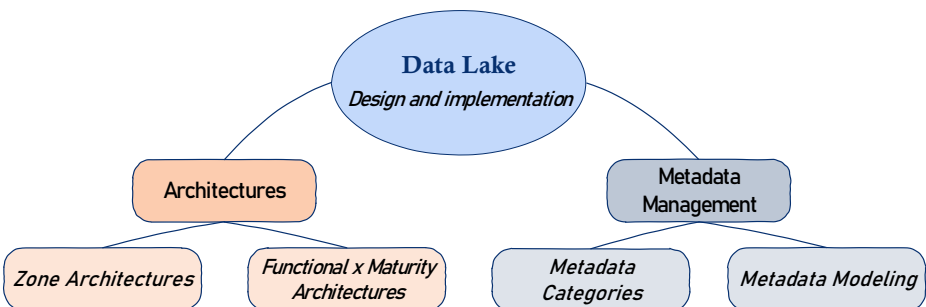 Data Lake
Design and implementation
Architectures
Metadata
Management
Zone Architectures
Functional x Maturity
Architectures
Metadata
Categories
Metadata Modeling